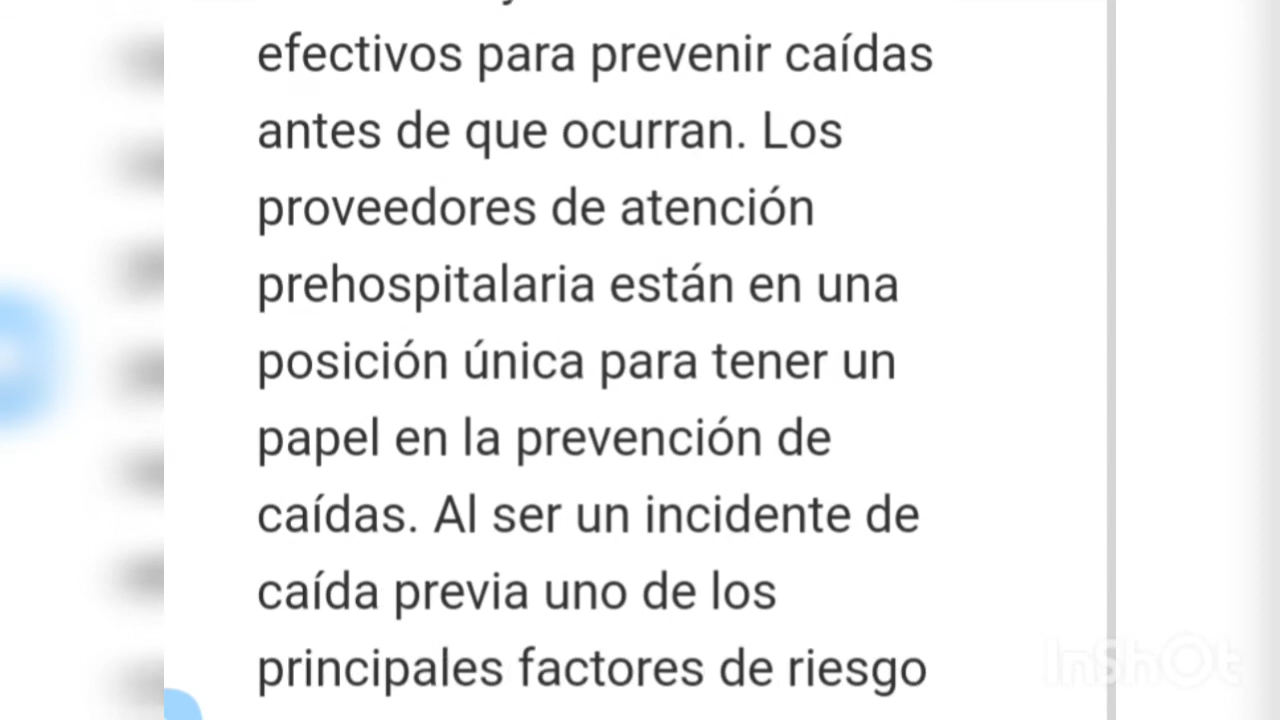 efectivos para prevenir caídas
antes de que ocurran. Los
proveedores de atención
prehospitalaria están en una
posición única para tener un
papel en la prevención de
caídas. Al ser un incidente de
caída previa uno de los
principales factores de riesgo
InShOt